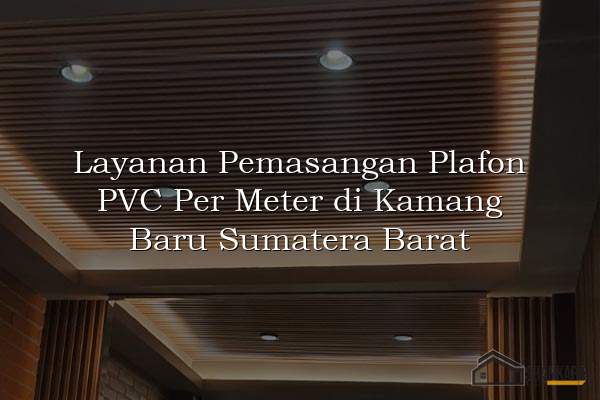 Layanan Pemasangan Plafon
PVC Per Meter di Kamang
Baru Sumatera Barat